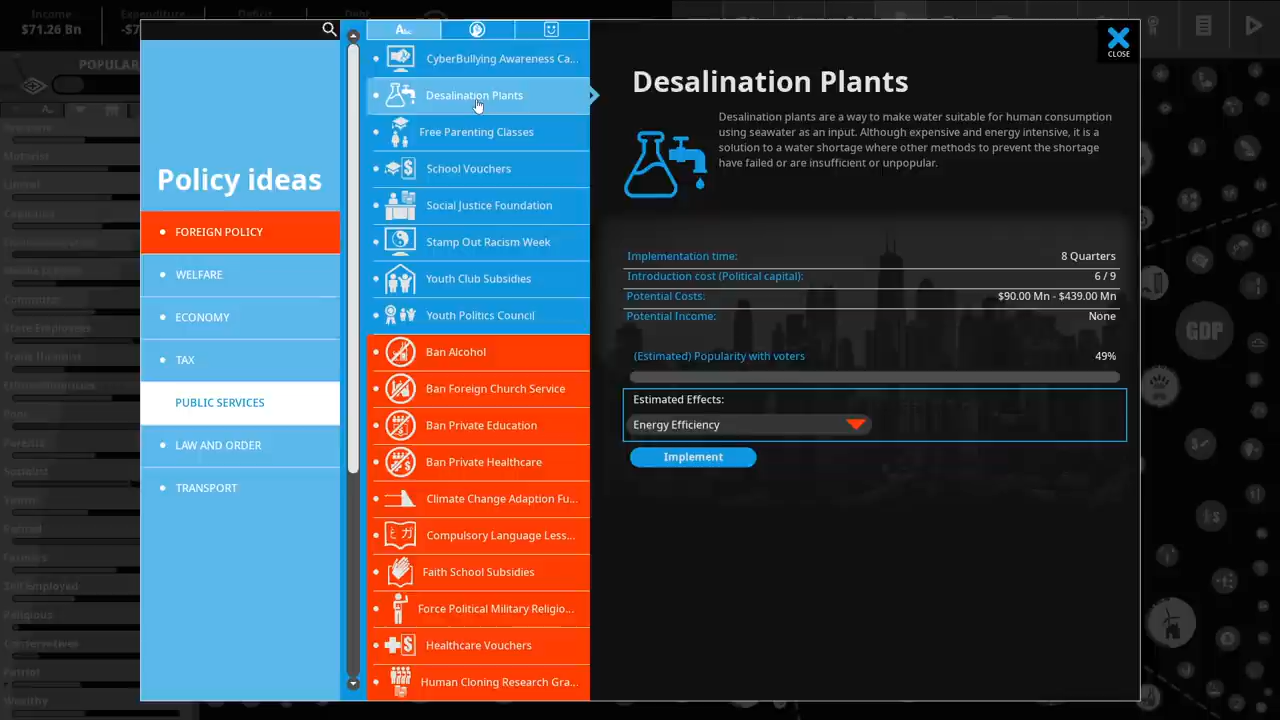 Income
Expenditure
Deficit
Debt
$71.26 Bn
POPULAR
Policy ideas
FOREIGN POLICY
WELFARE
ECONOMY
TAX
PUBLIC SERVICES
LAW AND ORDER
TRANSPORT
CyberBullying Awareness Ca...
Desalination Plants
Free Parenting Classes
School Vouchers
Social Justice Foundation
Stamp Out Racism Week
Youth Club Subsidies
Youth Politics Council
Ban Alcohol
Ban Foreign Church Service
Ban Private Education
Ban Private Healthcare
Climate Change Adaption Fu...
Compulsory Language Less...
Faith School Subsidies
Force Political Military Religio...
Healthcare Vouchers
Human Cloning Research Gra...
CLOSE
Desalination Plants
Desalination plants are a way to make water suitable for human consumption
using seawater as an input. Although expensive and energy intensive, it is a
solution to a water shortage where other methods to prevent the shortage
have failed or are insufficient or unpopular.
Implementation time: 8 Quarters
Introduction cost (Political capital): 6 / 9
Potential Costs: $90.00 Mn - $439.00 Mn
Potential Income: None
(Estimated) Popularity with voters 49%
Estimated Effects:
Energy Efficiency
Implement
GDP